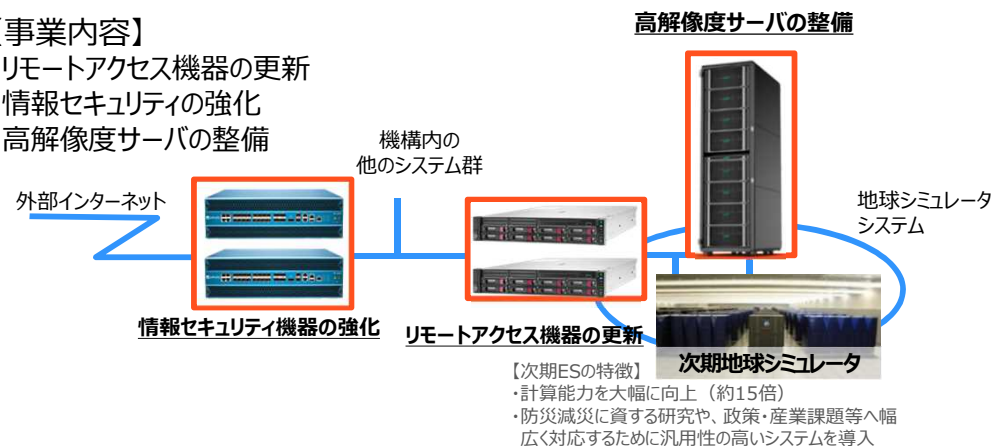 【事業内容】
リモートアクセス機器の更新
情報セキュリティの強化
高解像度サーバの整備
高解像度サーバの整備
機構内の
他のシステム群
外部インターネット
地球シミュレータ
システム
情報セキュリティ機器の強化
リモートアクセス機器の更新
次期地球シミュレータ
【次期ESの特徴】
・計算能力を大幅に向上（約15倍）
・防災減災に資する研究や、政策・産業課題等へ幅
広く対応するために汎用性の高いシステムを導入